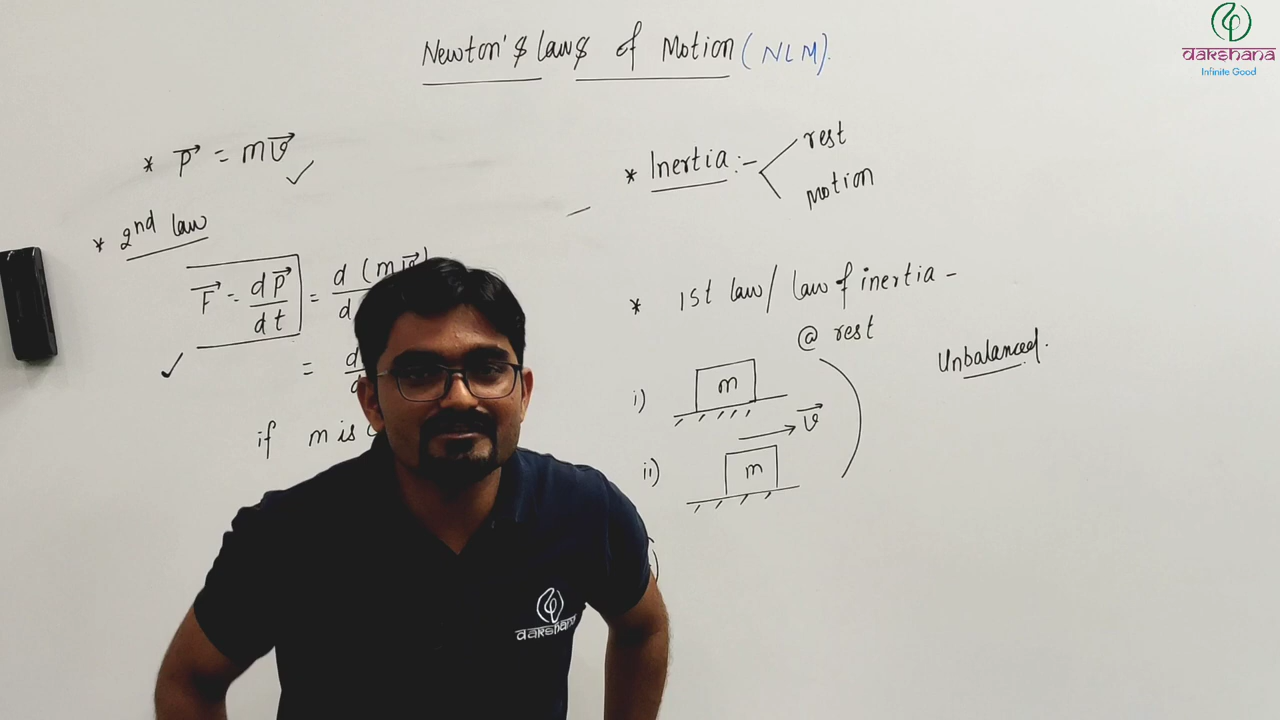 Newton's Laws of Motion (NLM).
dakshana
Infinite Good
* P⃗ = mv⃗ ✓
* 2nd law
F⃗ = dP⃗/dt = d(mv⃗)/d
= d/d
✓
if m is
* Inertia :- rest
motion
* 1st law / law of inertia -
@ rest
Unbalanced.
i) m
v⃗
ii) m
dakshana